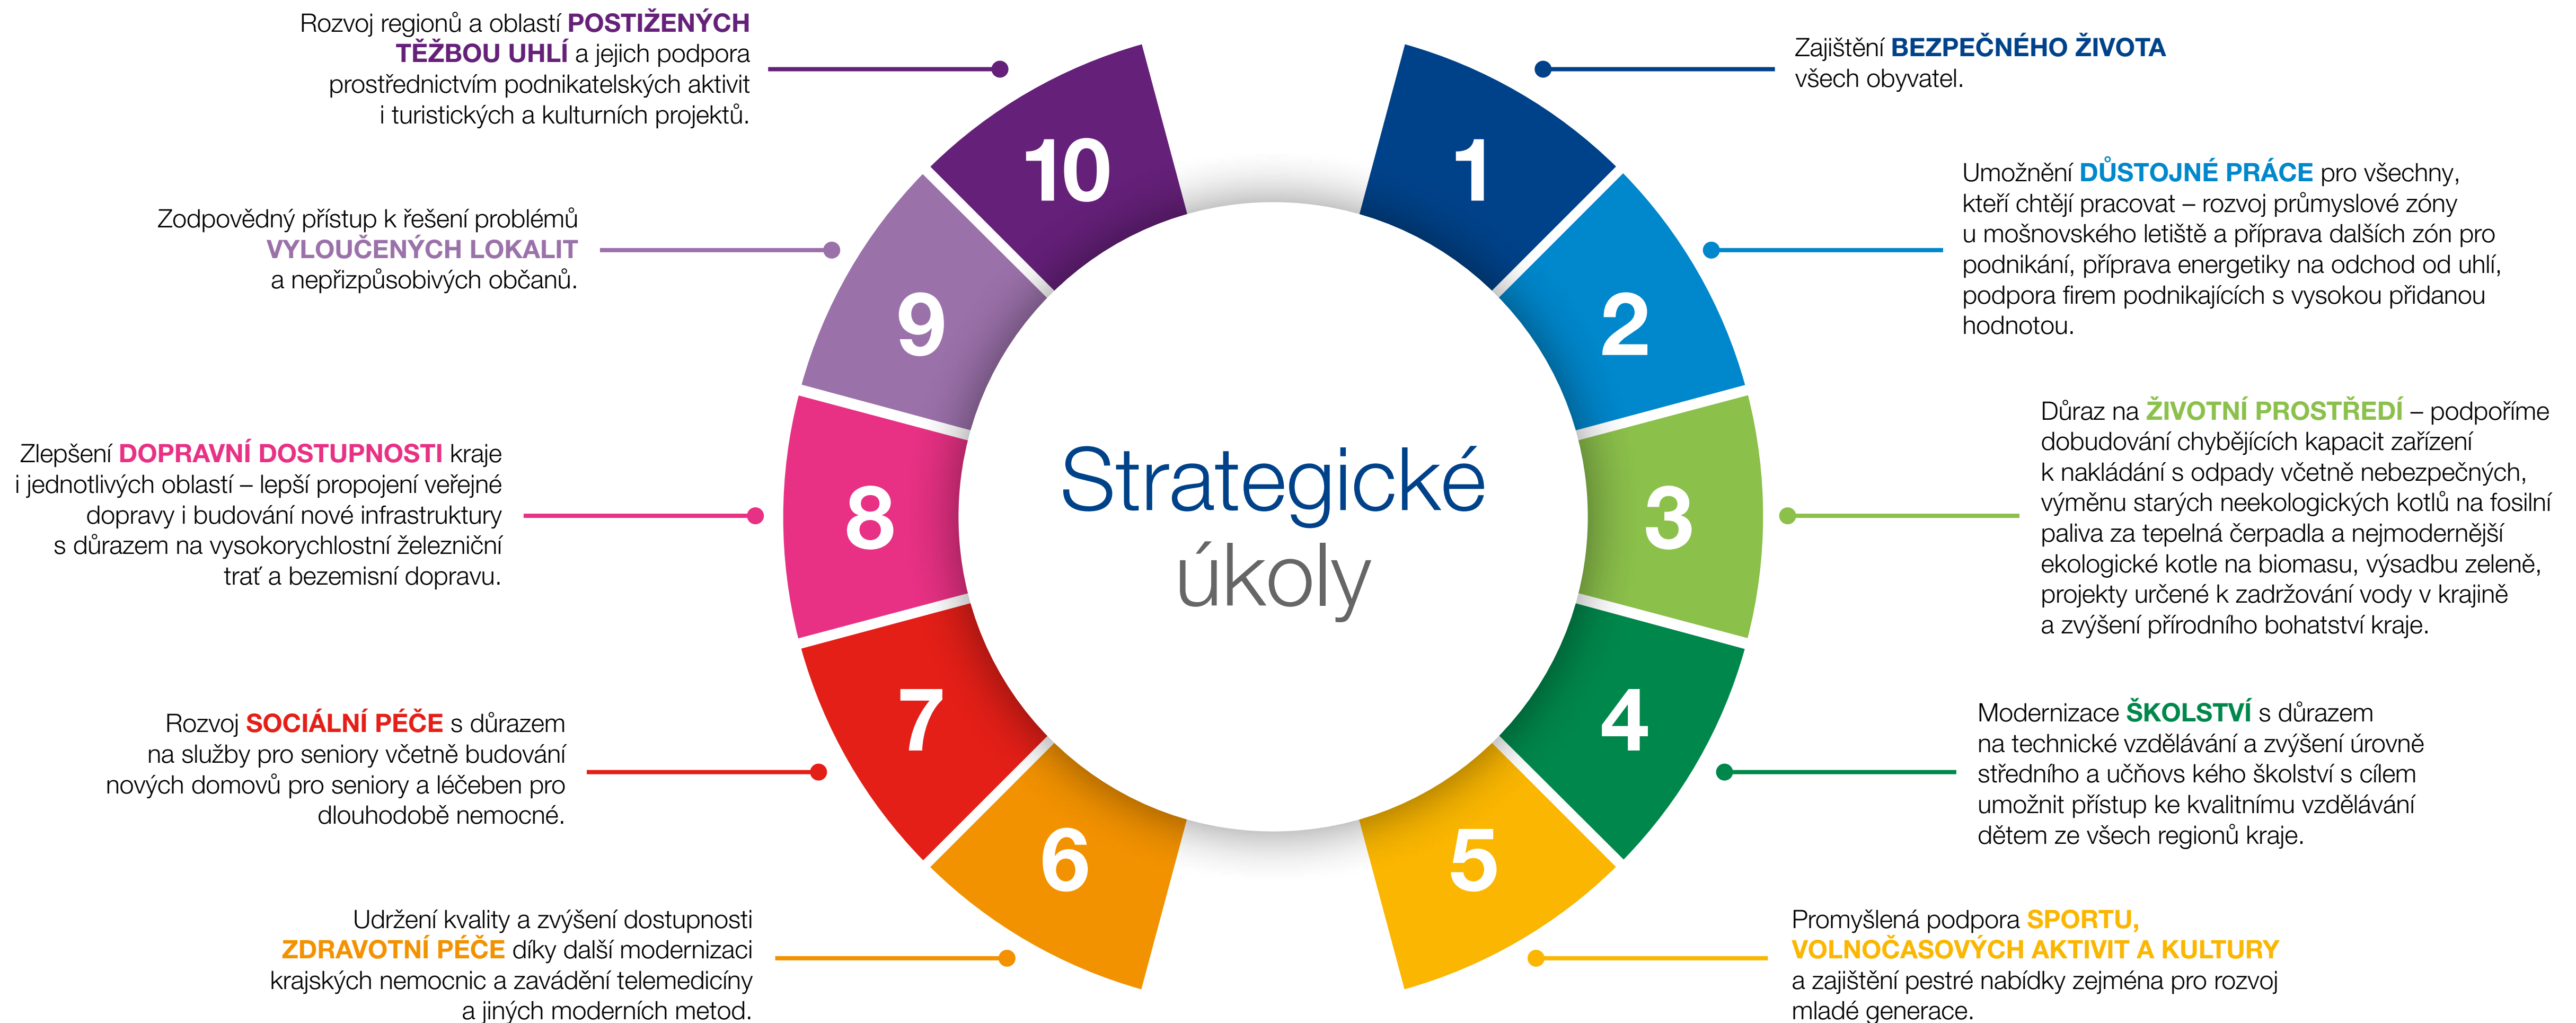 Strategické
úkoly
1
Zajištění BEZPEČNÉHO ŽIVOTA
všech obyvatel.
2
Umožnění DŮSTOJNÉ PRÁCE pro všechny,
kteří chtějí pracovat – rozvoj průmyslové zóny
u mošnovského letiště a příprava dalších zón pro
podnikání, příprava energetiky na odchod od uhlí,
podpora firem podnikajících s vysokou přidanou
hodnotou.
3
Důraz na ŽIVOTNÍ PROSTŘEDÍ – podpoříme
dobudování chybějících kapacit zařízení
k nakládání s odpady včetně nebezpečných,
výměnu starých neekologických kotlů na fosilní
paliva za tepelná čerpadla a nejmodernější
ekologické kotle na biomasu, výsadbu zeleně,
projekty určené k zadržování vody v krajině
a zvýšení přírodního bohatství kraje.
4
Modernizace ŠKOLSTVÍ s důrazem
na technické vzdělávání a zvýšení úrovně
středního a učňovs kého školství s cílem
umožnit přístup ke kvalitnímu vzdělávání
dětem ze všech regionů kraje.
5
Promyšlená podpora SPORTU,
VOLNOČASOVÝCH AKTIVIT A KULTURY
a zajištění pestré nabídky zejména pro rozvoj
mladé generace.
6
Udržení kvality a zvýšení dostupnosti
ZDRAVOTNÍ PÉČE díky další modernizaci
krajských nemocnic a zavádění telemedicíny
a jiných moderních metod.
7
Rozvoj SOCIÁLNÍ PÉČE s důrazem
na služby pro seniory včetně budování
nových domovů pro seniory a léčeben pro
dlouhodobě nemocné.
8
Zlepšení DOPRAVNÍ DOSTUPNOSTI kraje
i jednotlivých oblastí – lepší propojení veřejné
dopravy i budování nové infrastruktury
s důrazem na vysokorychlostní železniční
trať a bezemisní dopravu.
9
Zodpovědný přístup k řešení problémů
VYLOUČENÝCH LOKALIT
a nepřizpůsobivých občanů.
10
Rozvoj regionů a oblastí POSTIŽENÝCH
TĚŽBOU UHLÍ a jejich podpora
prostřednictvím podnikatelských aktivit
i turistických a kulturních projektů.